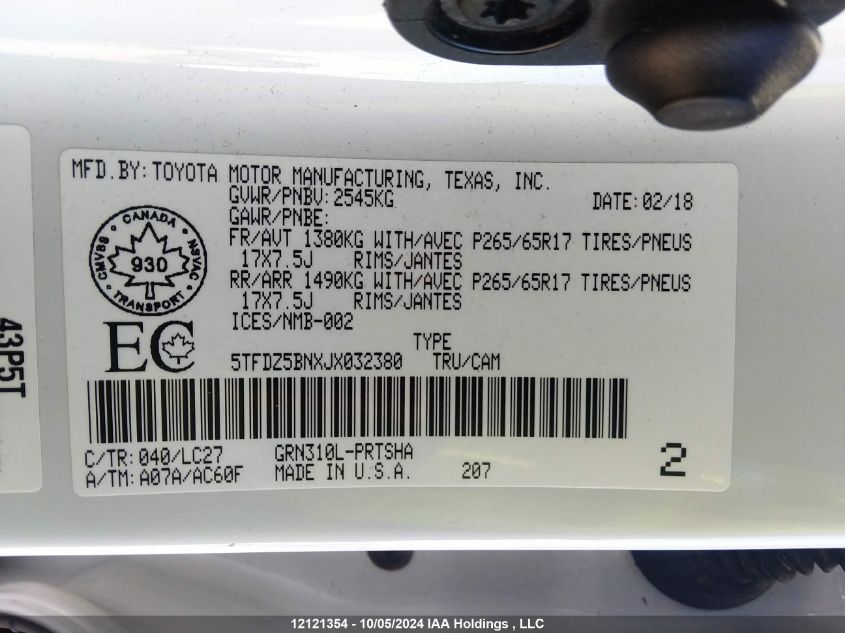 MFD.BY: TOYOTA MOTOR MANUFACTURING, TEXAS, INC.
GVWR/PNBV: 2545KG DATE: 02/18
GAWR/PNBE:
FR/AVT 1380KG WITH/AVEC P265/65R17 TIRES/PNEUS
17X7.5J RIMS/JANTES
RR/ARR 1490KG WITH/AVEC P265/65R17 TIRES/PNEUS
17X7.5J RIMS/JANTES
ICES/NMB-002
CANADA
CMVSS 930 NSVAC
TRANSPORT
EC
TYPE
5TFDZ5BNXJX032380 TRU/CAM
C/TR: 040/LC27 GRN310L-PRTSHA
A/TM: A07A/AC60F MADE IN U.S.A. 207
2
43P5T
12121354 - 10/05/2024 IAA Holdings , LLC